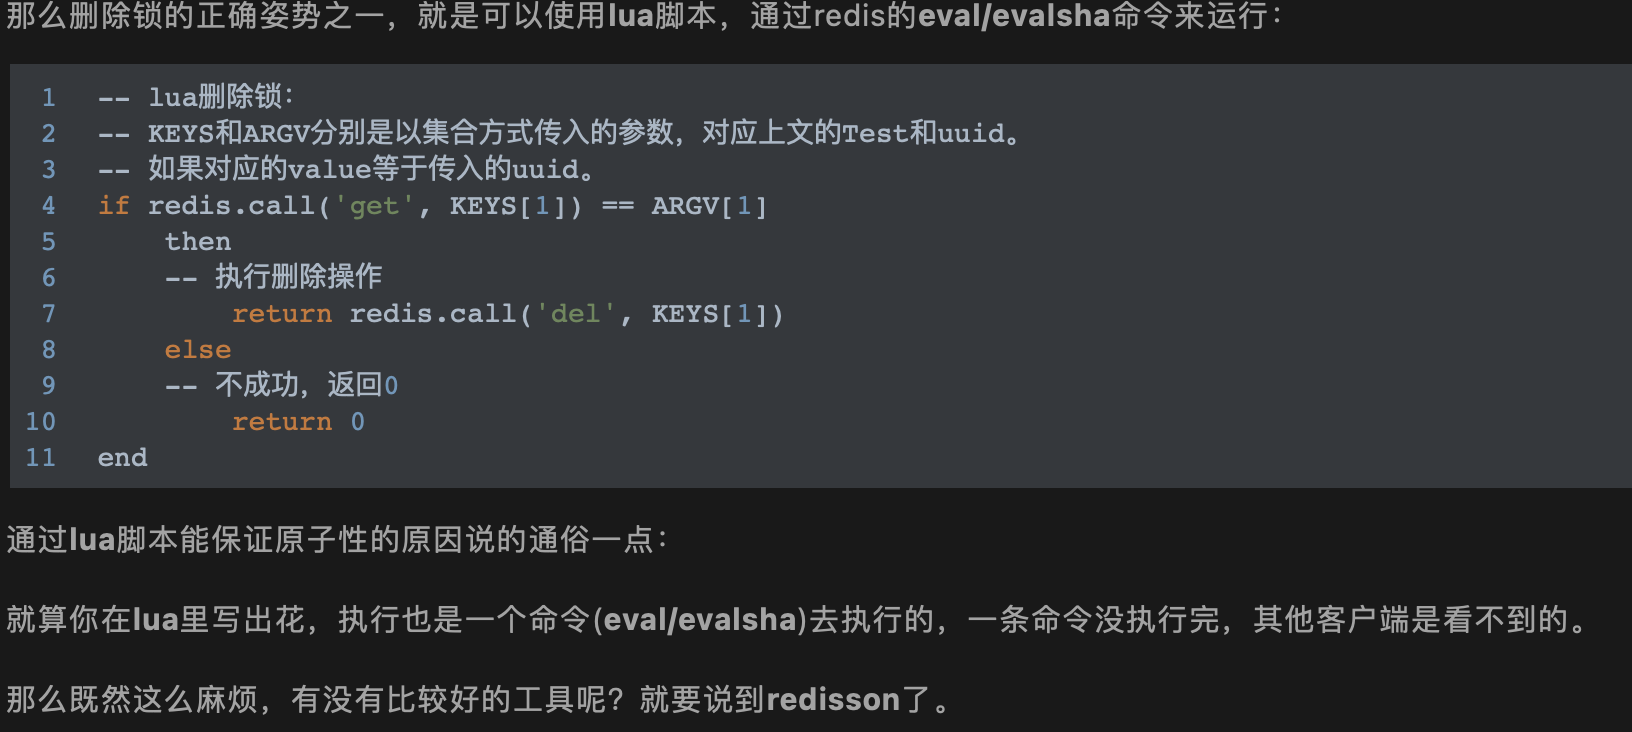 那么删除锁的正确姿势之一，就是可以使用lua脚本，通过redis的eval/evalsha命令来运行：
1 -- lua删除锁：
2 -- KEYS和ARGV分别是以集合方式传入的参数，对应上文的Test和uuid。
3 -- 如果对应的value等于传入的uuid。
4 if redis.call('get', KEYS[1]) == ARGV[1]
5     then
6     -- 执行删除操作
7         return redis.call('del', KEYS[1])
8     else
9     -- 不成功，返回0
10         return 0
11 end
通过lua脚本能保证原子性的原因说的通俗一点：
就算你在lua里写出花，执行也是一个命令(eval/evalsha)去执行的，一条命令没执行完，其他客户端是看不到的。
那么既然这么麻烦，有没有比较好的工具呢？就要说到redisson了。